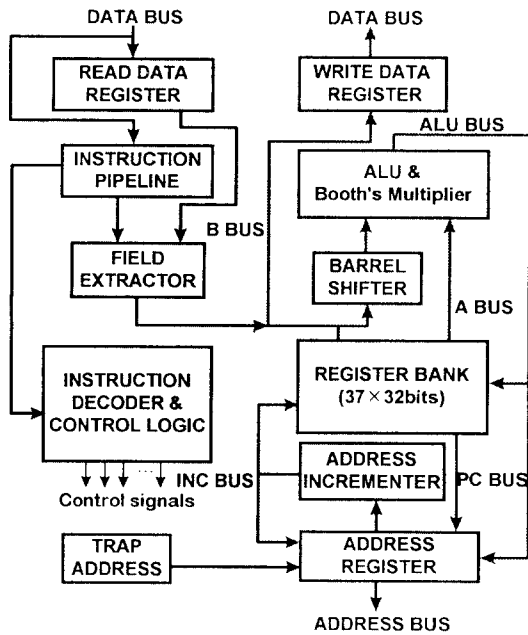 DATA BUS
DATA BUS
READ DATA
REGISTER
WRITE DATA
REGISTER
ALU BUS
INSTRUCTION
PIPELINE
ALU &
Booth's Multiplier
B BUS
FIELD
EXTRACTOR
BARREL
SHIFTER
A BUS
INSTRUCTION
DECODER &
CONTROL LOGIC
REGISTER BANK
(37×32bits)
Control signals
INC BUS
ADDRESS
INCREMENTER
PC BUS
TRAP
ADDRESS
ADDRESS
REGISTER
ADDRESS BUS